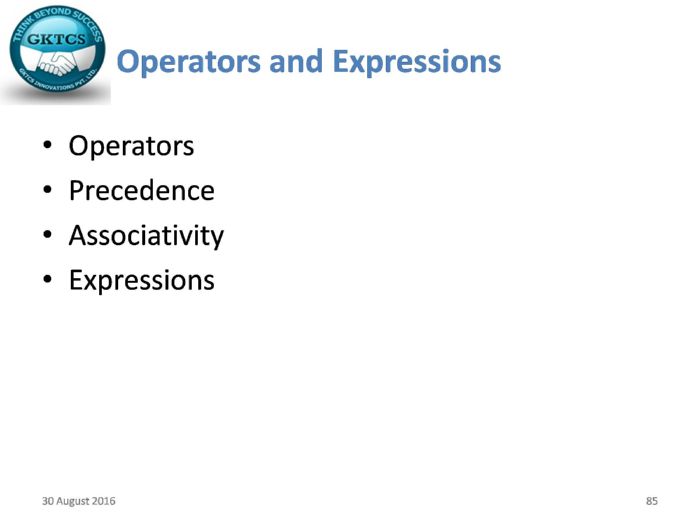 THINK BEYOND SUCCESS
GKTCS
GKTCS INNOVATIONS PVT. LTD.
Operators and Expressions
• Operators
• Precedence
• Associativity
• Expressions
30 August 2016
85